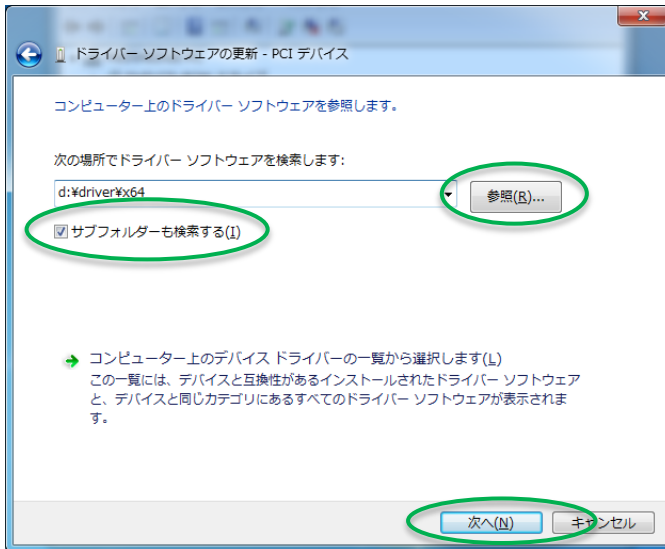 ドライバー ソフトウェアの更新 - PCI デバイス
コンピューター上のドライバー ソフトウェアを参照します。
次の場所でドライバー ソフトウェアを検索します:
d:¥driver¥x64
参照(R)...
サブフォルダーも検索する(I)
コンピューター上のデバイス ドライバーの一覧から選択します(L)
この一覧には、デバイスと互換性があるインストールされたドライバー ソフトウェア
と、デバイスと同じカテゴリにあるすべてのドライバー ソフトウェアが表示されま
す。
次へ(N)
キャンセル